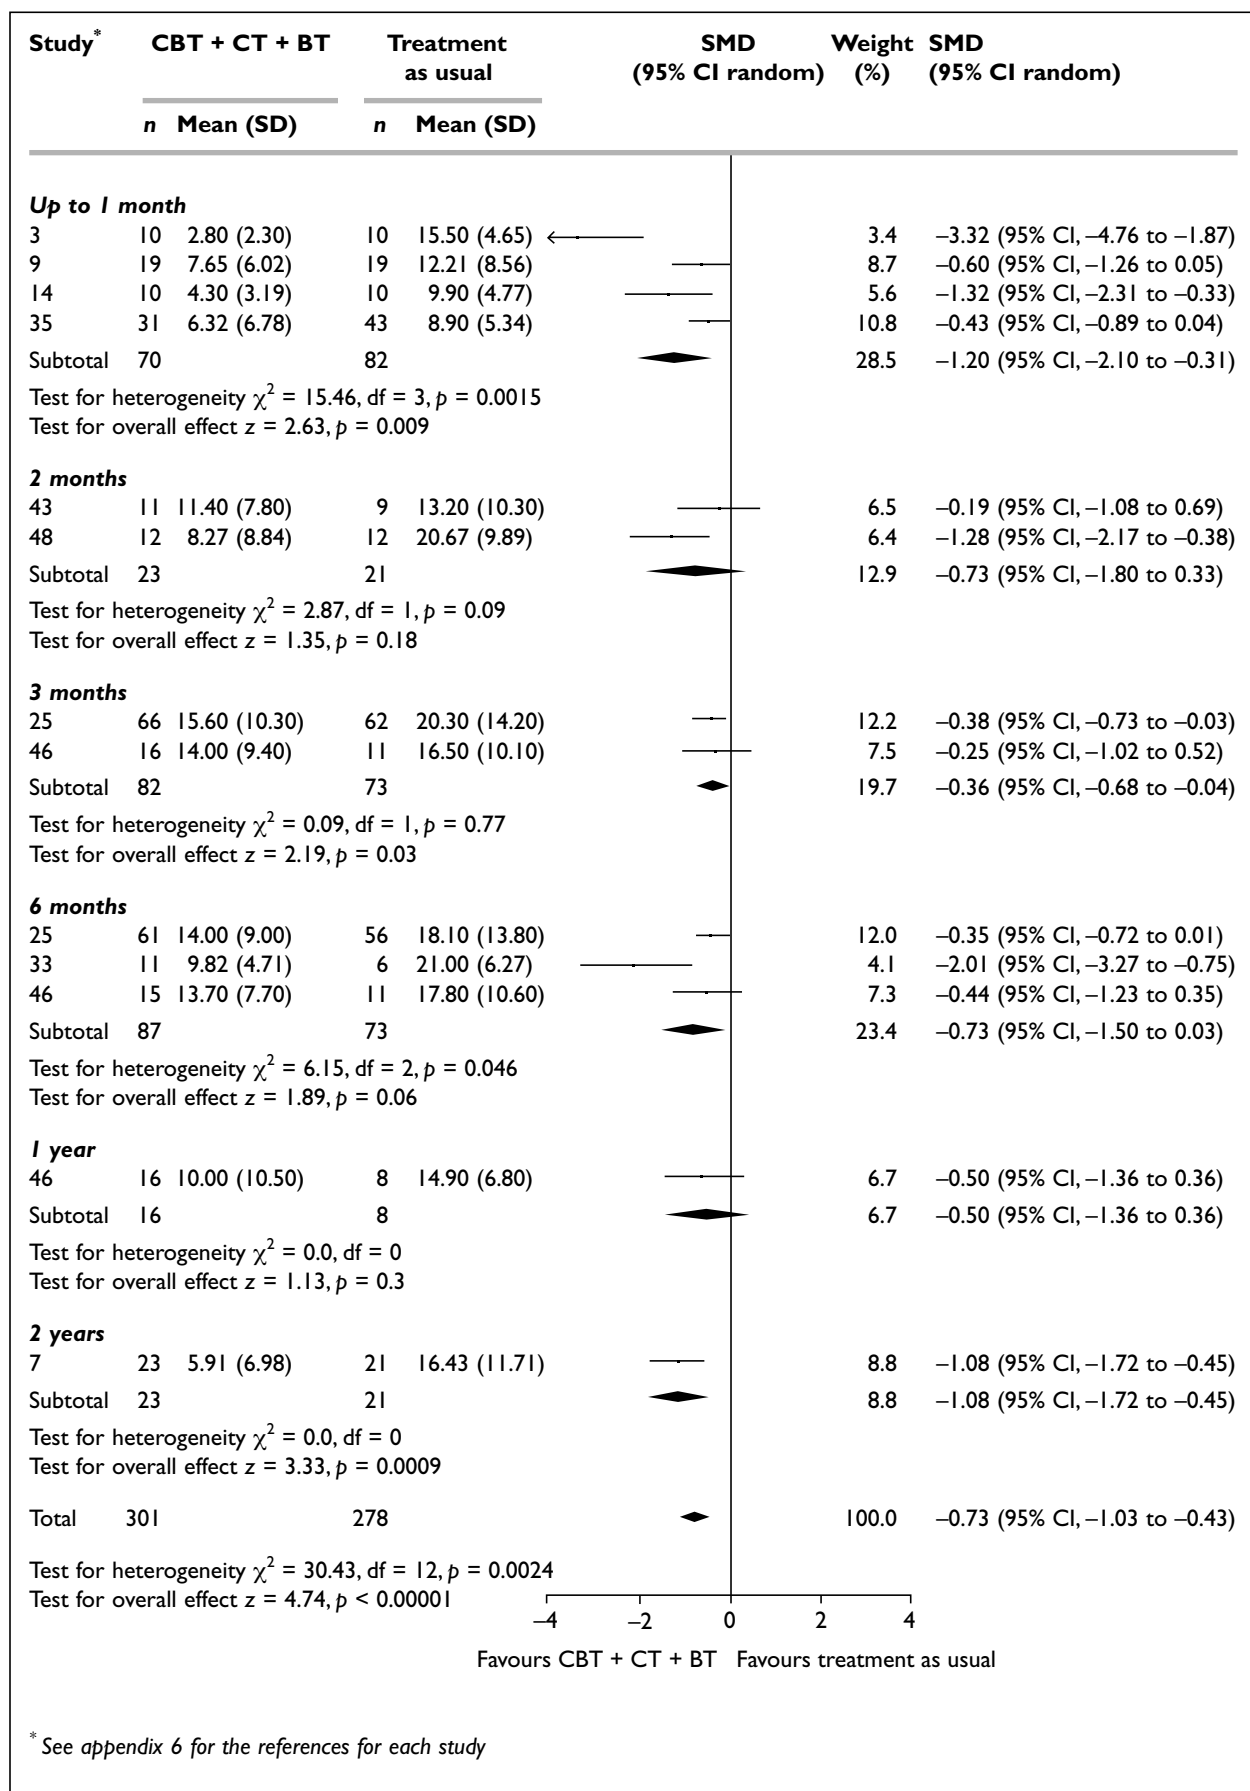 Study* CBT + CT + BT Treatment as usual SMD (95% CI random) Weight (%) SMD (95% CI random)
n Mean (SD) n Mean (SD)
Up to 1 month
3 10 2.80 (2.30) 10 15.50 (4.65) 3.4 –3.32 (95% CI, –4.76 to –1.87)
9 19 7.65 (6.02) 19 12.21 (8.56) 8.7 –0.60 (95% CI, –1.26 to 0.05)
14 10 4.30 (3.19) 10 9.90 (4.77) 5.6 –1.32 (95% CI, –2.31 to –0.33)
35 31 6.32 (6.78) 43 8.90 (5.34) 10.8 –0.43 (95% CI, –0.89 to 0.04)
Subtotal 70 82 28.5 –1.20 (95% CI, –2.10 to –0.31)
Test for heterogeneity χ² = 15.46, df = 3, p = 0.0015
Test for overall effect z = 2.63, p = 0.009
2 months
43 11 11.40 (7.80) 9 13.20 (10.30) 6.5 –0.19 (95% CI, –1.08 to 0.69)
48 12 8.27 (8.84) 12 20.67 (9.89) 6.4 –1.28 (95% CI, –2.17 to –0.38)
Subtotal 23 21 12.9 –0.73 (95% CI, –1.80 to 0.33)
Test for heterogeneity χ² = 2.87, df = 1, p = 0.09
Test for overall effect z = 1.35, p = 0.18
3 months
25 66 15.60 (10.30) 62 20.30 (14.20) 12.2 –0.38 (95% CI, –0.73 to –0.03)
46 16 14.00 (9.40) 11 16.50 (10.10) 7.5 –0.25 (95% CI, –1.02 to 0.52)
Subtotal 82 73 19.7 –0.36 (95% CI, –0.68 to –0.04)
Test for heterogeneity χ² = 0.09, df = 1, p = 0.77
Test for overall effect z = 2.19, p = 0.03
6 months
25 61 14.00 (9.00) 56 18.10 (13.80) 12.0 –0.35 (95% CI, –0.72 to 0.01)
33 11 9.82 (4.71) 6 21.00 (6.27) 4.1 –2.01 (95% CI, –3.27 to –0.75)
46 15 13.70 (7.70) 11 17.80 (10.60) 7.3 –0.44 (95% CI, –1.23 to 0.35)
Subtotal 87 73 23.4 –0.73 (95% CI, –1.50 to 0.03)
Test for heterogeneity χ² = 6.15, df = 2, p = 0.046
Test for overall effect z = 1.89, p = 0.06
1 year
46 16 10.00 (10.50) 8 14.90 (6.80) 6.7 –0.50 (95% CI, –1.36 to 0.36)
Subtotal 16 8 6.7 –0.50 (95% CI, –1.36 to 0.36)
Test for heterogeneity χ² = 0.0, df = 0
Test for overall effect z = 1.13, p = 0.3
2 years
7 23 5.91 (6.98) 21 16.43 (11.71) 8.8 –1.08 (95% CI, –1.72 to –0.45)
Subtotal 23 21 8.8 –1.08 (95% CI, –1.72 to –0.45)
Test for heterogeneity χ² = 0.0, df = 0
Test for overall effect z = 3.33, p = 0.0009
Total 301 278 100.0 –0.73 (95% CI, –1.03 to –0.43)
Test for heterogeneity χ² = 30.43, df = 12, p = 0.0024
Test for overall effect z = 4.74, p < 0.00001
–4 –2 0 2 4
Favours CBT + CT + BT Favours treatment as usual
* See appendix 6 for the references for each study